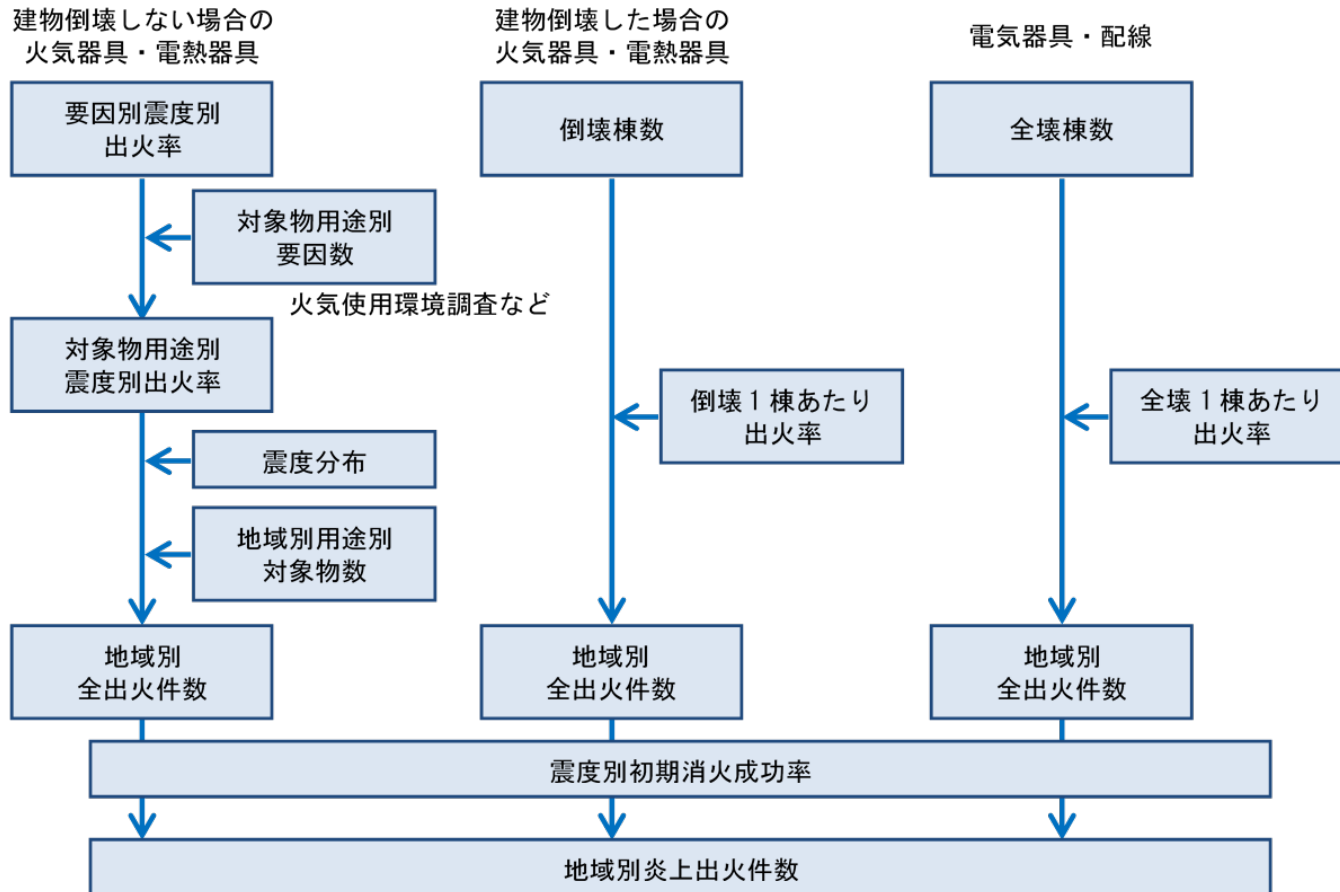 建物倒壊しない場合の
火気器具・電熱器具
建物倒壊した場合の
火気器具・電熱器具
電気器具・配線
要因別震度別
出火率
倒壊棟数
全壊棟数
対象物用途別
要因数
火気使用環境調査など
対象物用途別
震度別出火率
倒壊1棟あたり
出火率
全壊1棟あたり
出火率
震度分布
地域別用途別
対象物数
地域別
全出火件数
地域別
全出火件数
地域別
全出火件数
震度別初期消火成功率
地域別炎上出火件数